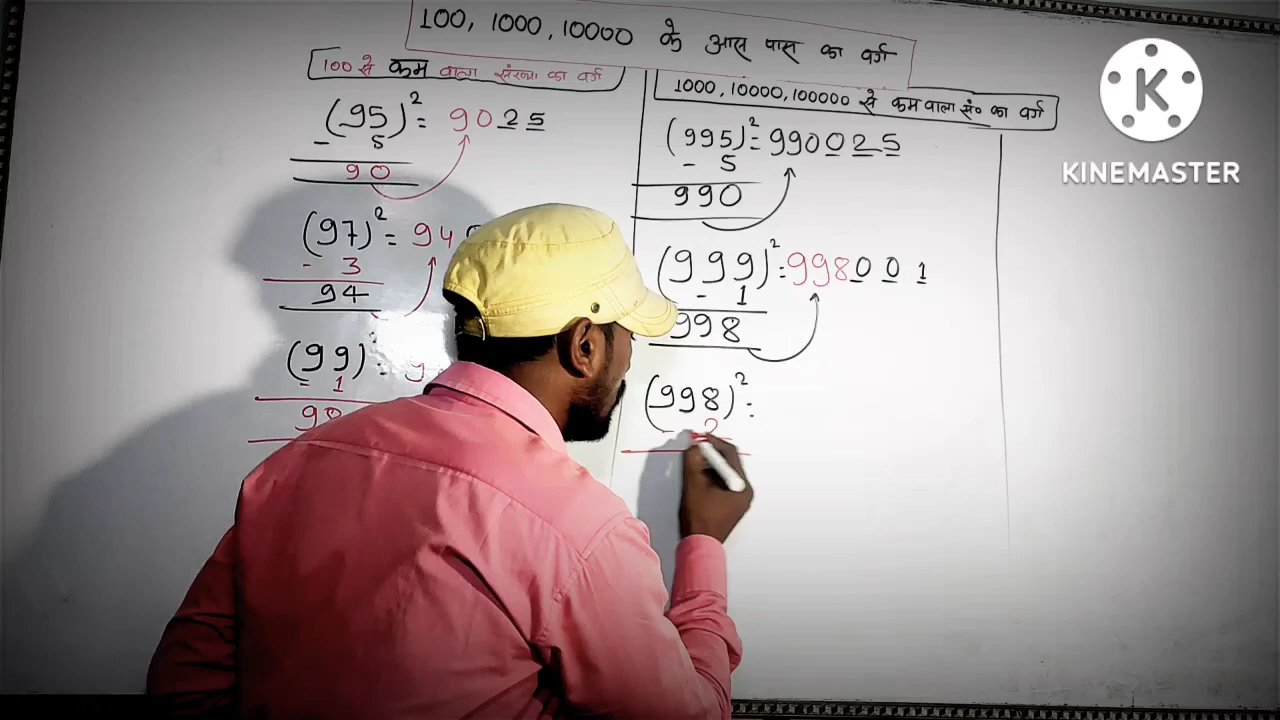 100, 1000, 10000 के आस पास का वर्ग
100 से कम वाला संख्या का वर्ग
(95)² = 9025
- 5
90
(97)² = 94
- 3
94
(99)² =
- 1
1000, 10000, 100000 से कम वाला सं० का वर्ग
(995)² = 990025
- 5
990
(999)² = 998001
- 1
998
(998)² =
- 2
K
KINEMASTER